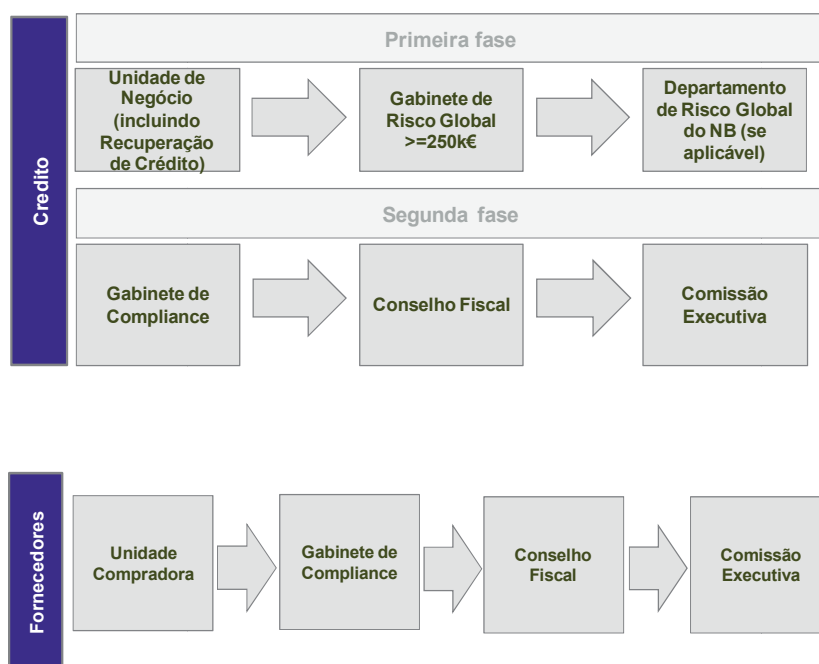 Credito
Primeira fase
Unidade de
Negócio
(incluindo
Recuperação
de Crédito)
Gabinete de
Risco Global
>=250k€
Departamento
de Risco Global
do NB (se
aplicável)
Segunda fase
Gabinete de
Compliance
Conselho Fiscal
Comissão
Executiva
Fornecedores
Unidade
Compradora
Gabinete de
Compliance
Conselho
Fiscal
Comissão
Executiva